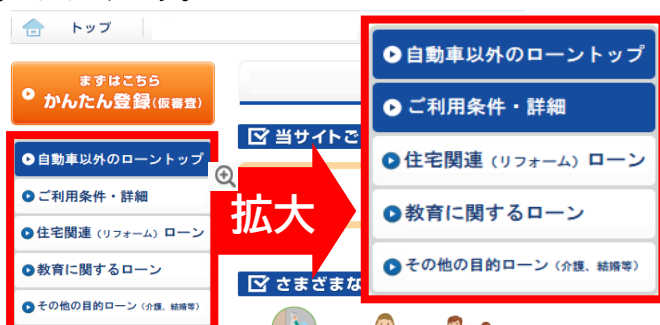 トップ
まずはこちら
かんたん登録(仮審査)
自動車以外のローントップ
ご利用条件・詳細
住宅関連(リフォーム)ローン
教育に関するローン
その他の目的ローン(介護、結婚等)
当サイトご
さまざまな
拡大
自動車以外のローントップ
ご利用条件・詳細
住宅関連(リフォーム)ローン
教育に関するローン
その他の目的ローン(介護、結婚等)